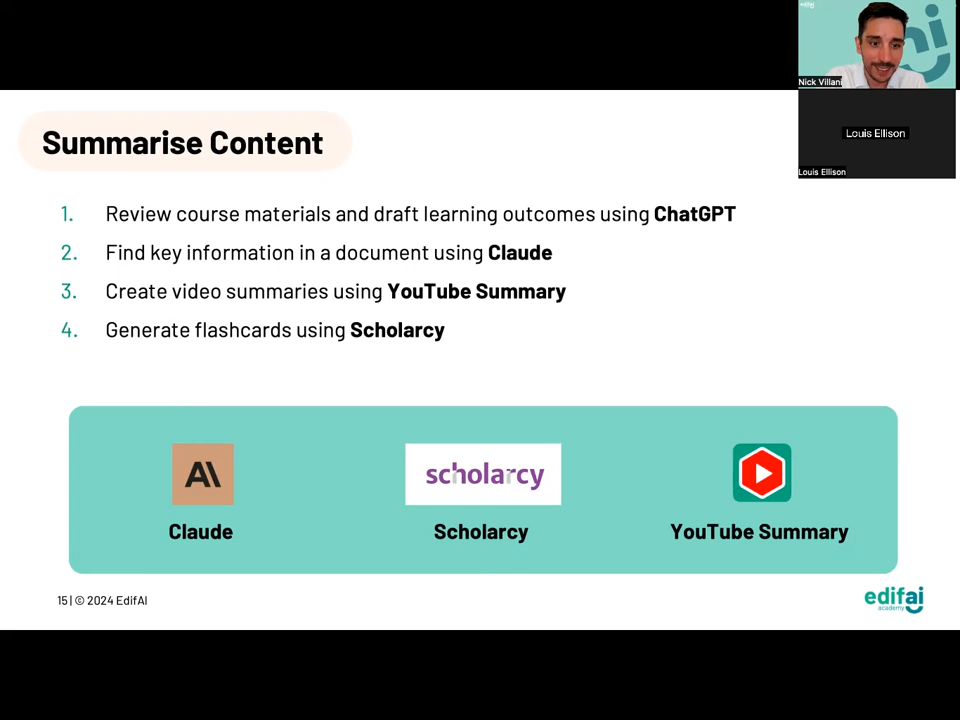 Nick Villani
Louis Ellison
Louis Ellison
Summarise Content
1. Review course materials and draft learning outcomes using ChatGPT
2. Find key information in a document using Claude
3. Create video summaries using YouTube Summary
4. Generate flashcards using Scholarcy
A\
scholarcy
Claude
Scholarcy
YouTube Summary
15 | © 2024 EdifAI
edifai
academy